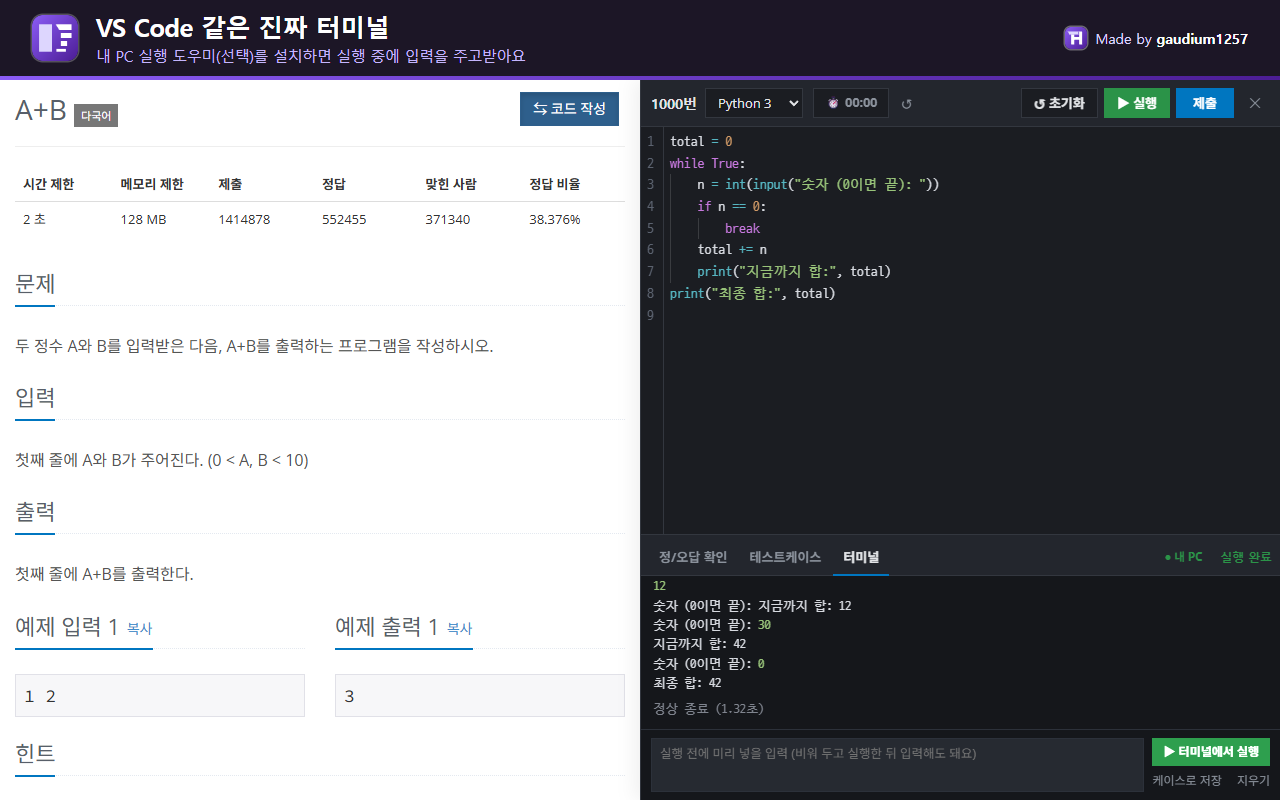 VS Code 같은 진짜 터미널
내 PC 실행 도우미(선택)를 설치하면 실행 중에 입력을 주고받아요
Made by gaudium1257
A+B 다국어
⇆ 코드 작성
시간 제한 메모리 제한 제출 정답 맞힌 사람 정답 비율
2 초 128 MB 1414878 552455 371340 38.376%
문제
두 정수 A와 B를 입력받은 다음, A+B를 출력하는 프로그램을 작성하시오.
입력
첫째 줄에 A와 B가 주어진다. (0 < A, B < 10)
출력
첫째 줄에 A+B를 출력한다.
예제 입력 1 복사
1 2
예제 출력 1 복사
3
힌트
1000번 Python 3 00:00 ↺ ↺ 초기화 ▶ 실행 제출 ×
1 total = 0
2 while True:
3     n = int(input("숫자 (0이면 끝): "))
4     if n == 0:
5         break
6     total += n
7     print("지금까지 합:", total)
8 print("최종 합:", total)
9
정/오답 확인 테스트케이스 터미널 ● 내 PC 실행 완료
12
숫자 (0이면 끝): 지금까지 합: 12
숫자 (0이면 끝): 30
지금까지 합: 42
숫자 (0이면 끝): 0
최종 합: 42
정상 종료 (1.32초)
실행 전에 미리 넣을 입력 (비워 두고 실행한 뒤 입력해도 돼요)
▶ 터미널에서 실행
케이스로 저장 지우기